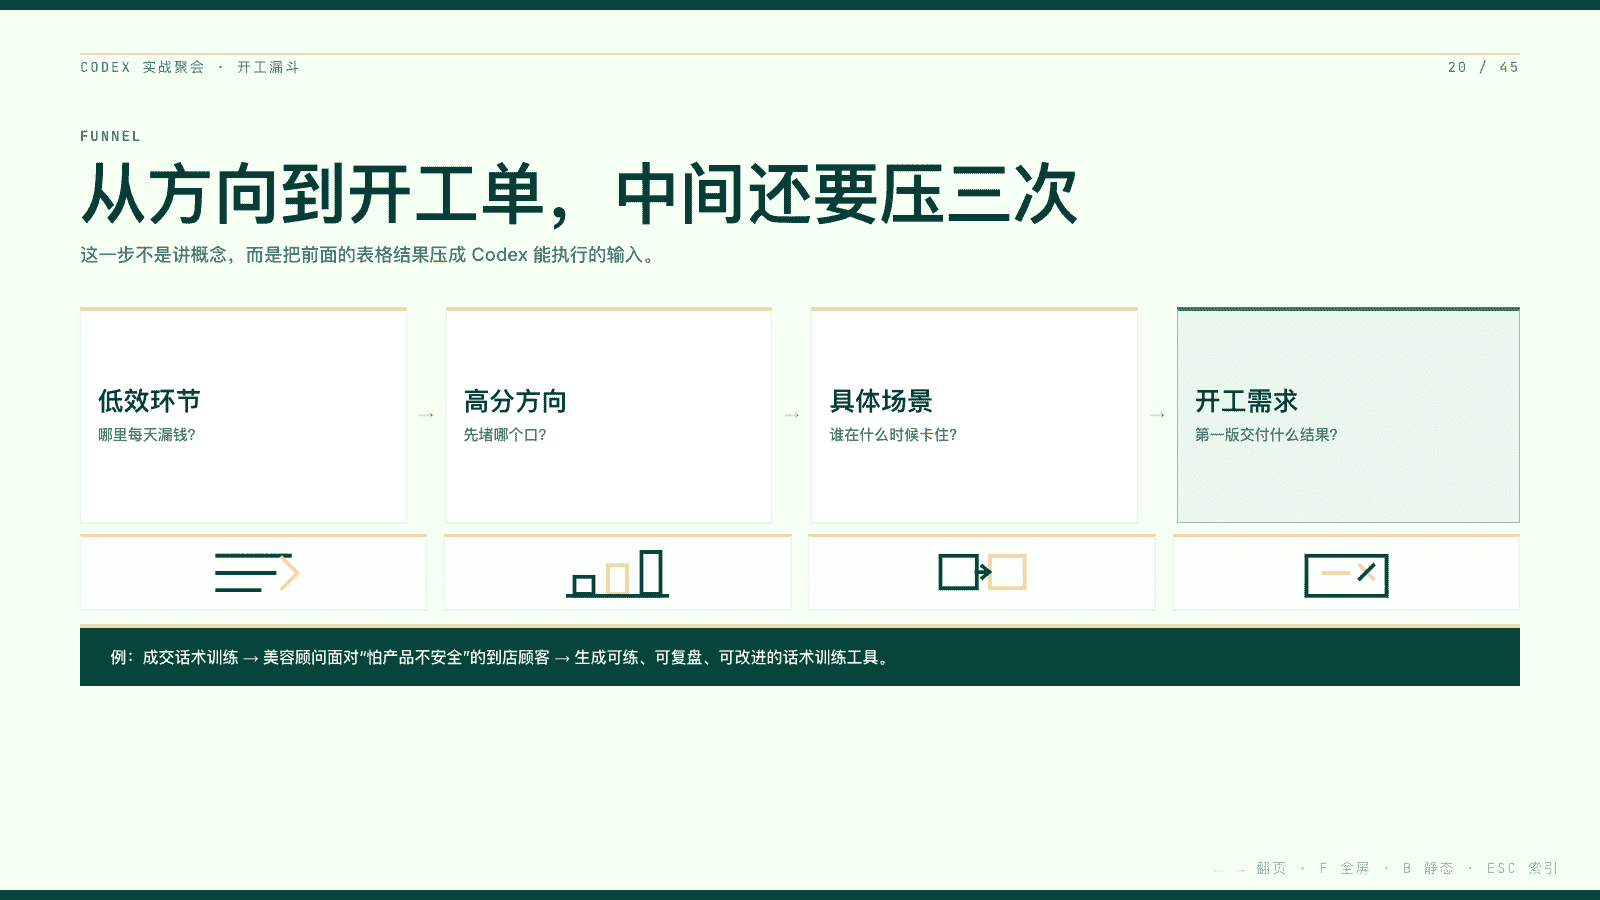 CODEX 实战聚会 · 开工漏斗
20 / 45
FUNNEL
从方向到开工单，中间还要压三次
这一步不是讲概念，而是把前面的表格结果压成 Codex 能执行的输入。
低效环节
哪里每天漏钱？
→
高分方向
先堵哪个口？
→
具体场景
谁在什么时候卡住？
→
开工需求
第一版交付什么结果？
例：成交话术训练 → 美容顾问面对“怕产品不安全”的到店顾客 → 生成可练、可复盘、可改进的话术训练工具。
← → 翻页 · F 全屏 · B 静态 · ESC 索引